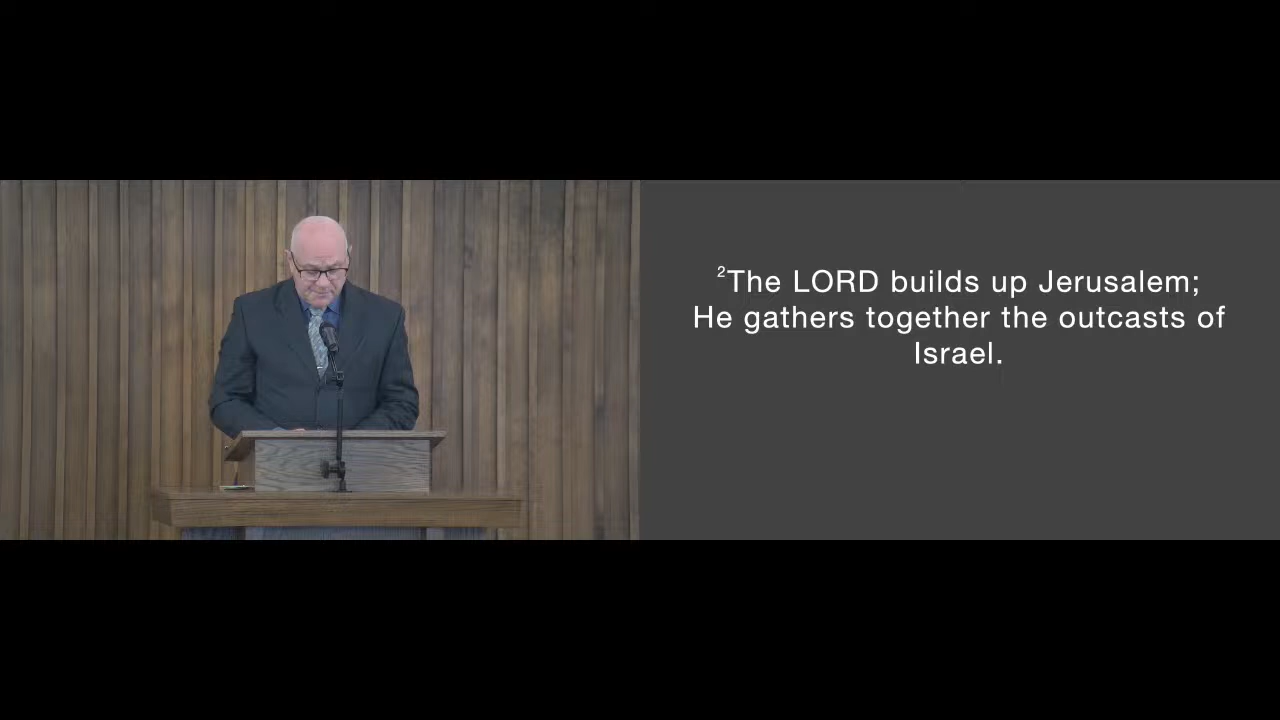 ²The LORD builds up Jerusalem;
He gathers together the outcasts of
Israel.